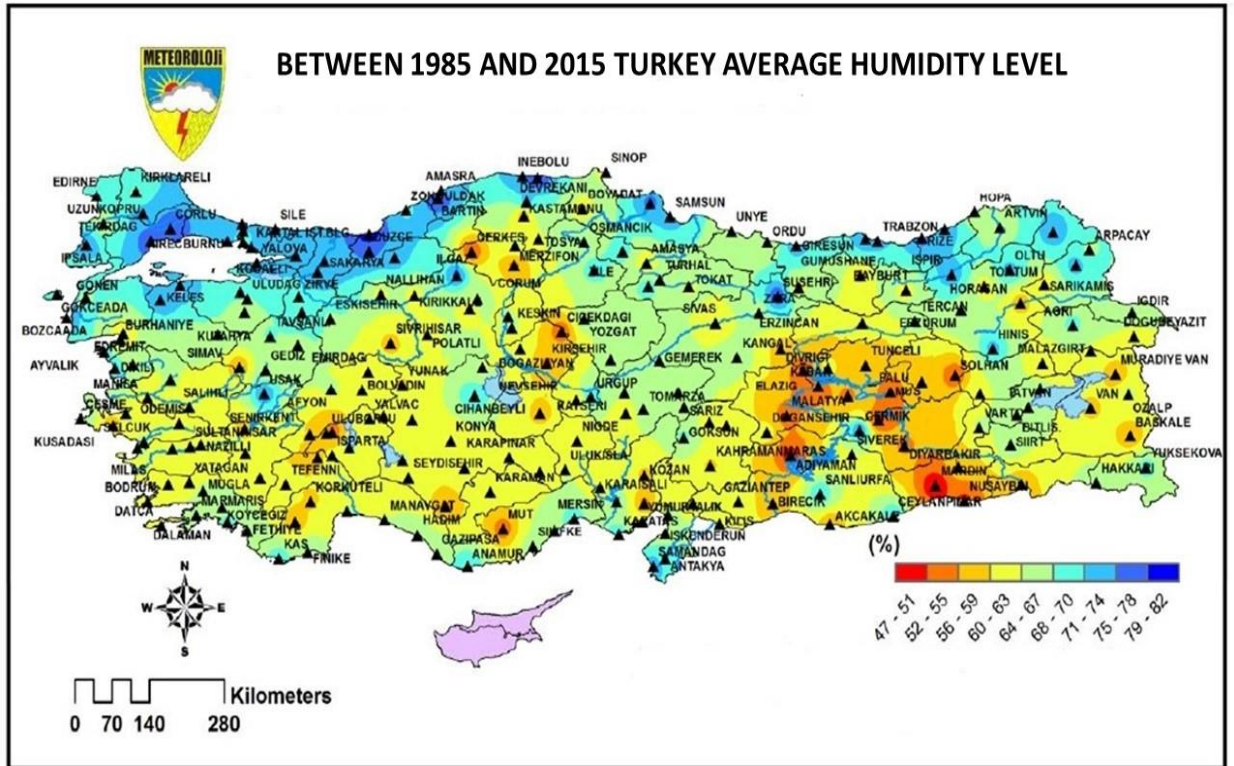 METEOROLOJİ
BETWEEN 1985 AND 2015 TURKEY AVERAGE HUMIDITY LEVEL
INEBOLU
SINOP
AMASRA
EDIRNE
KIRKLARELI
DEVREKANI
BOYABAT
HOPA
UZUNKOPRU
CORLU
SILE
BARTIN
KASTAMONU
SAMSUN
UNYE
ARTVIN
TEKIRDAG
KARTAL
IST.BLG.
DUZCE
CERKES
TOSYA
OSMANCIK
ORDU
TRABZON
RIZE
ARPACAY
IPSALA
YALOVA
SAKARYA
ILGAZ
MERZIFON
AMASYA
GIRESUN
GUMUSHANE
ISPIR
OLTU
KOCAELI
NALLIHAN
TURHAL
TORTUM
GONEN
KELES
ULUDAG ZIRVE
CORUM
TOKAT
SUSEHRI
HORASAN
SARIKAMIS
GOKCEADA
ESKISEHIR
KIRIKKALE
SIVAS
ZARA
TERCAN
IGDIR
BOZCAADA
BURHANIYE
TAVSANLI
KESKIN
CICEKDAGI
ERZINCAN
AGRI
DOGUBEYAZIT
EDREMIT
SIVRIHISAR
YOZGAT
HINIS
SIMAV
GEDIZ
POLATLI
KIRSEHIR
KANGAL
TUNCELI
MALAZGIRT
AYVALIK
DIKILI
EMIRDAG
BOGAZLIYAN
GEMEREK
DIVRIGI
SOLHAN
MURADIYE VAN
MANISA
SALIHLI
USAK
YUNAK
NEVSEHIR
URGUP
ELAZIG
PALU
MUS
TATVAN
CESME
ODEMIS
AFYON
BOLVADIN
CIHANBEYLI
KAYSERI
TOMARZA
MALATYA
VAN
OZALP
SELCUK
SENIRKENT
YALVAC
KONYA
SARIZ
DOGANSEHIR
CERMIK
VARTO
BITLIS
BASKALE
KUSADASI
NAZILLI
ISPARTA
KARAPINAR
NIGDE
GOKSUN
SIVEREK
SIIRT
MILAS
YATAGAN
TEFENNI
SEYDISEHIR
ULUKISLA
KAHRAMANMARAS
DIYARBAKIR
YUKSEKOVA
BODRUM
MUGLA
KORKUTELI
KARAMAN
KOZAN
ADIYAMAN
MARDIN
HAKKARI
DATCA
MARMARIS
MANAVGAT
MERSIN
KARAISALI
GAZIANTEP
SANLIURFA
NUSAYBIN
KOYCEGIZ
HADIM
MUT
YUMURTALIK
BIRECIK
CEYLANPINAR
DALAMAN
FETHIYE
GAZIPASA
SILIFKE
KARATAS
KILIS
AKCAKALE
KAS
FINIKE
ANAMUR
ISKENDERUN
SAMANDAG
ANTAKYA
(%)
47 - 51
52 - 55
56 - 59
60 - 63
64 - 67
68 - 70
71 - 74
75 - 78
79 - 82
N
W
E
S
Kilometers
0 70 140 280